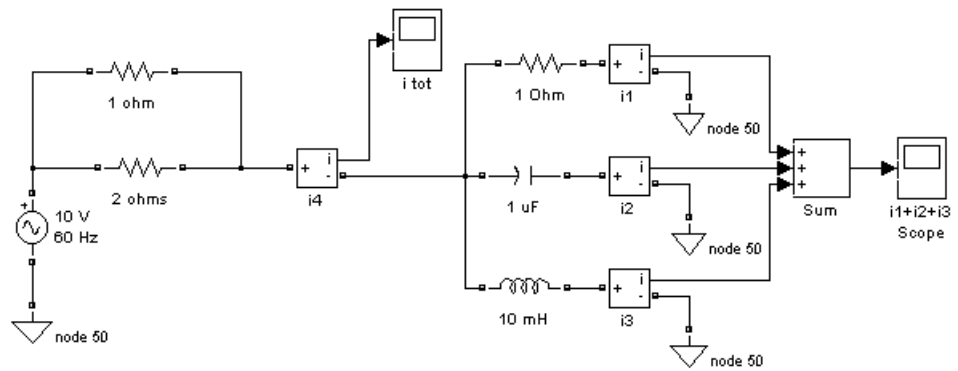 i tot
1 ohm
2 ohms
10 V
60 Hz
node 50
+
i
-
i4
+
1 Ohm
+
i
-
i1
node 50
1 uF
+
i
-
i2
node 50
10 mH
+
i
-
i3
node 50
+
+
+
Sum
i1+i2+i3
Scope